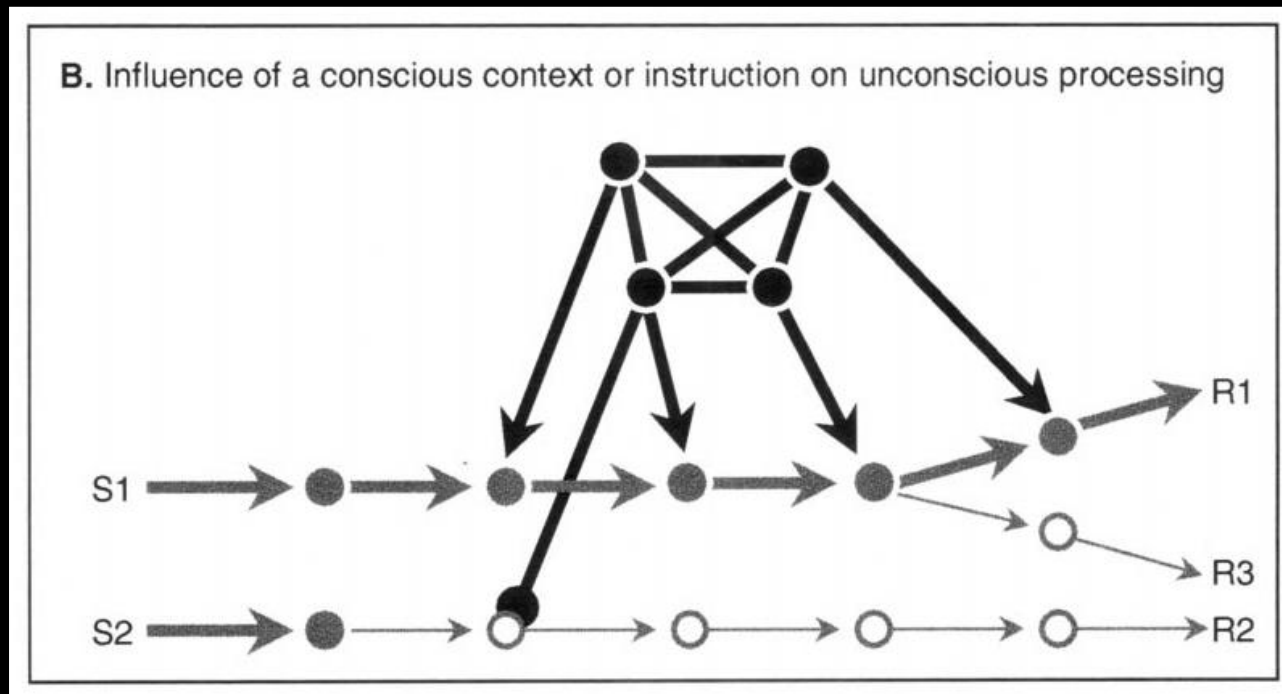 B. Influence of a conscious context or instruction on unconscious processing
R1
S1
R3
S2
R2